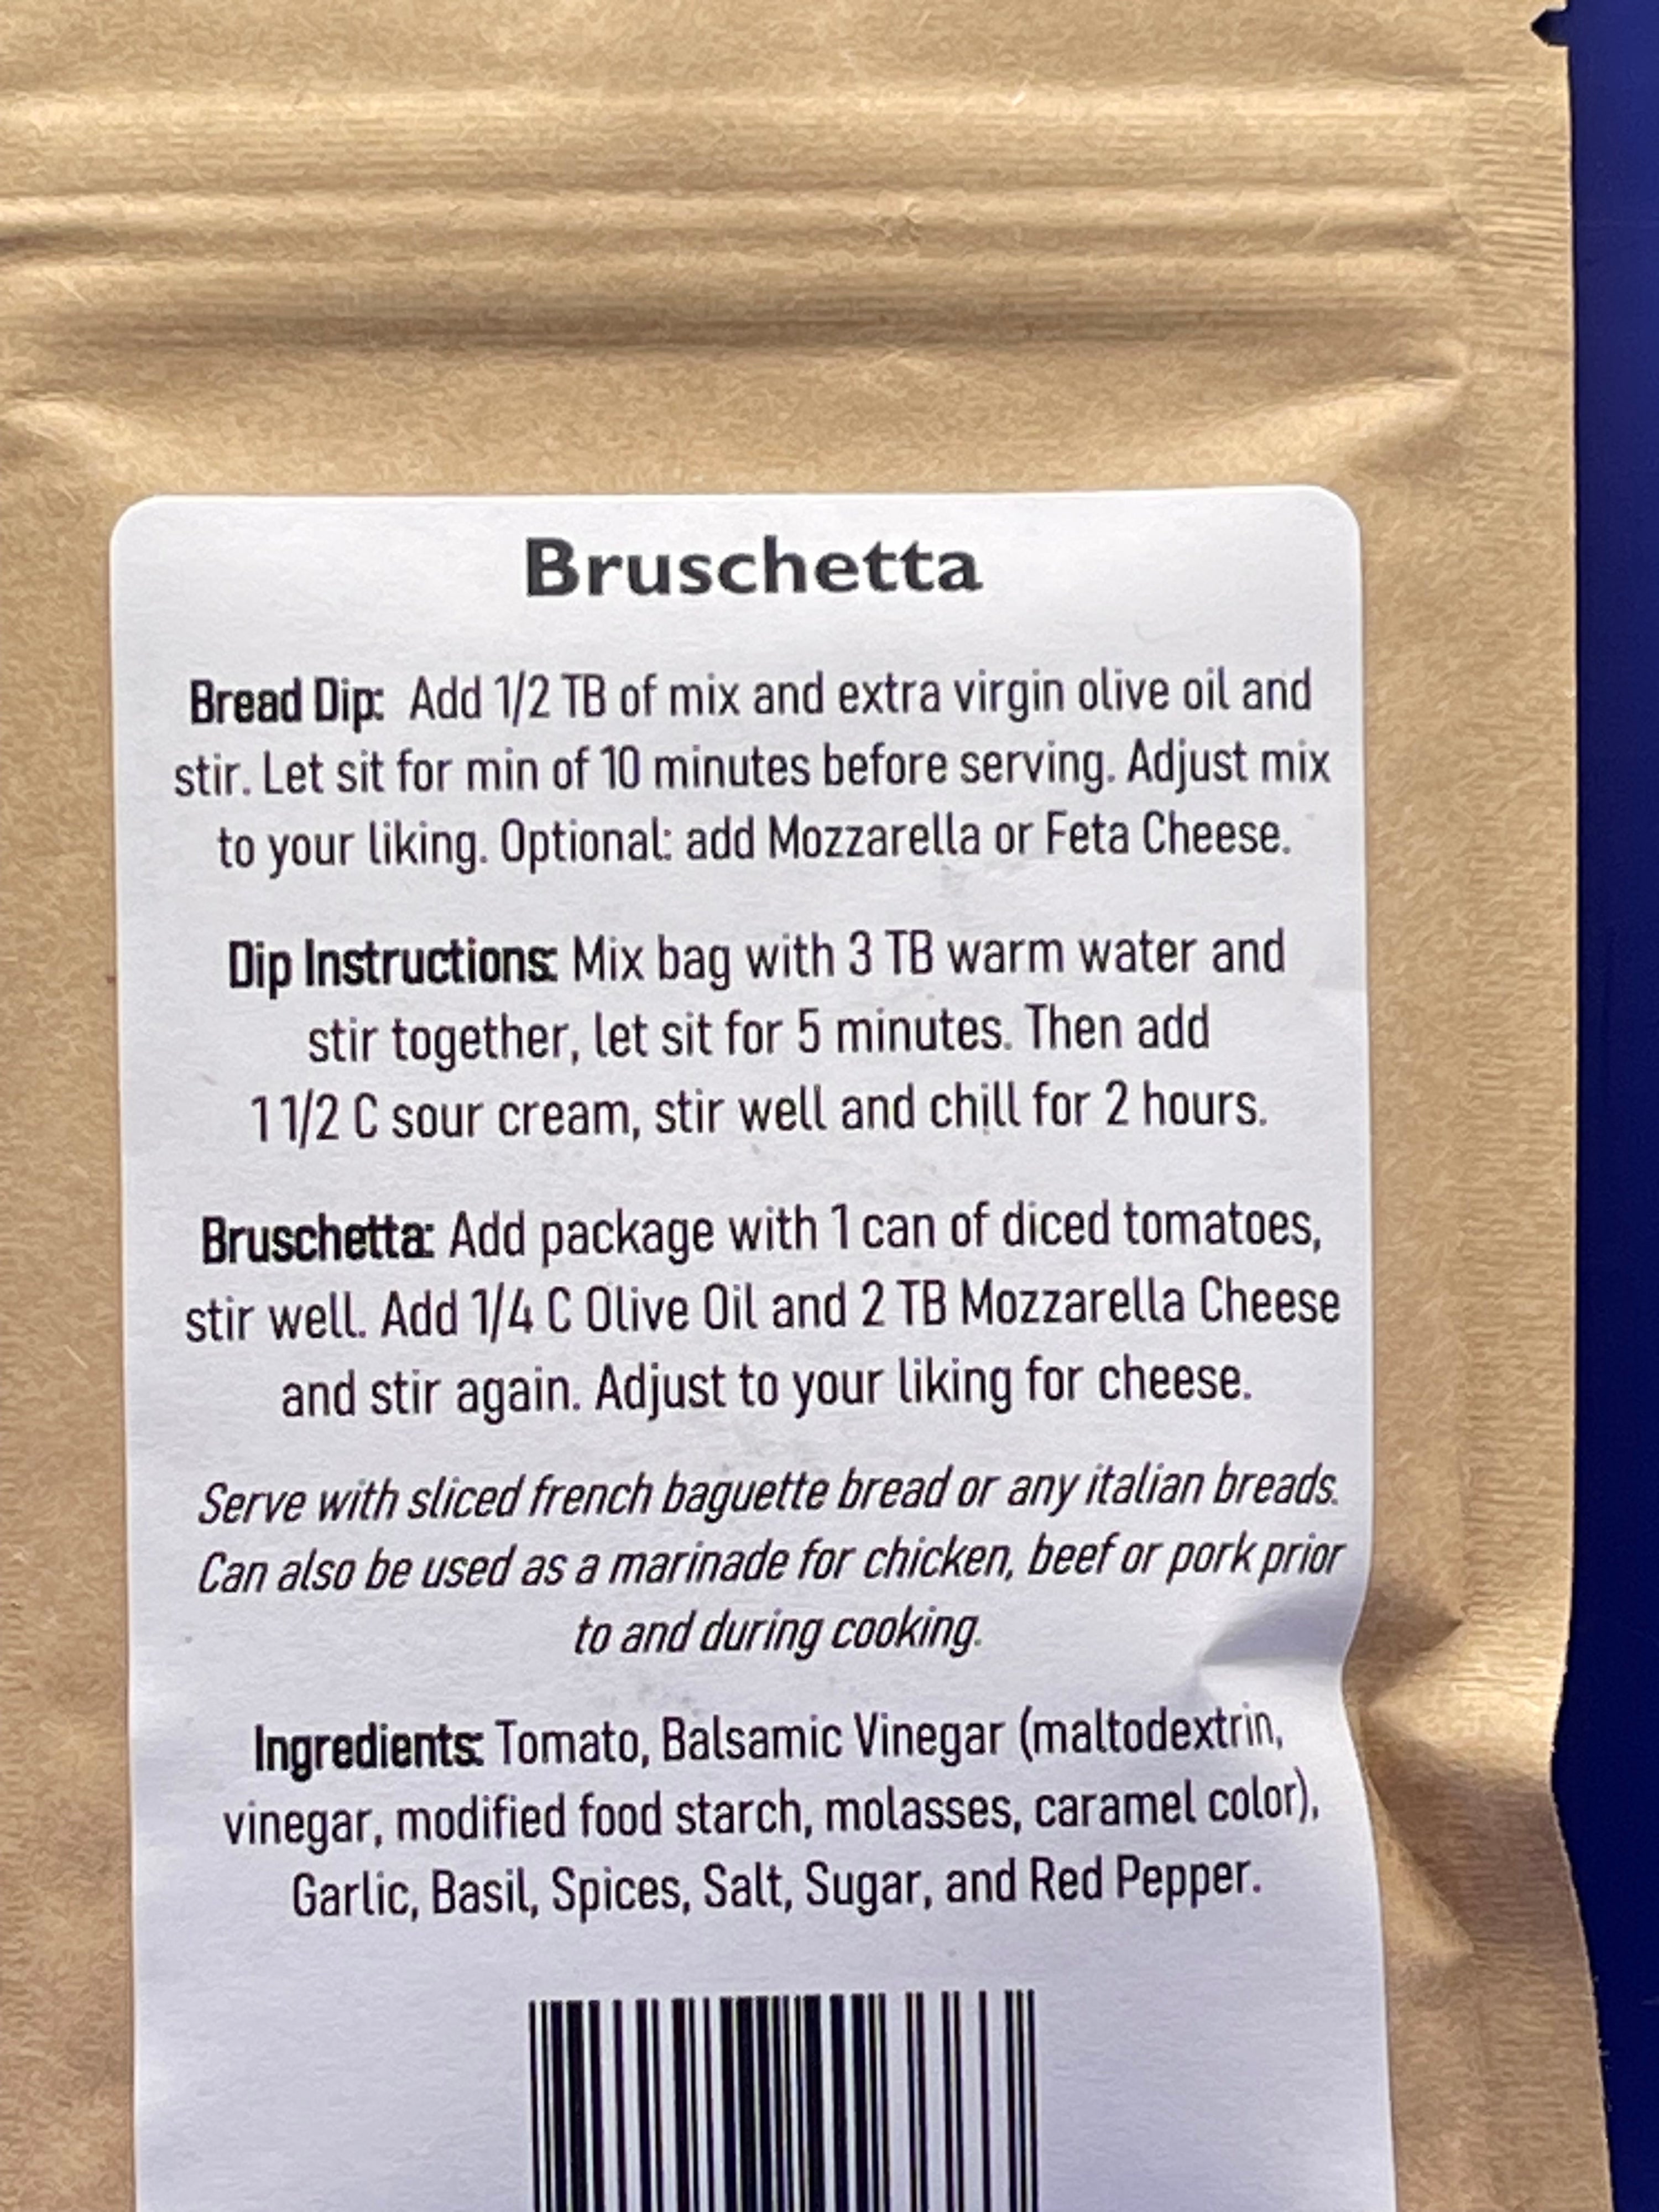 Bruschetta
Bread Dip: Add 1/2 TB of mix and extra virgin olive oil and
stir. Let sit for min of 10 minutes before serving. Adjust mix
to your liking. Optional: add Mozzarella or Feta Cheese.
Dip Instructions: Mix bag with 3 TB warm water and
stir together, let sit for 5 minutes. Then add
1 1/2 C sour cream, stir well and chill for 2 hours.
Bruschetta: Add package with 1 can of diced tomatoes,
stir well. Add 1/4 C Olive Oil and 2 TB Mozzarella Cheese
and stir again. Adjust to your liking for cheese.
Serve with sliced french baguette bread or any italian breads.
Can also be used as a marinade for chicken, beef or pork prior
to and during cooking.
Ingredients: Tomato, Balsamic Vinegar (maltodextrin,
vinegar, modified food starch, molasses, caramel color),
Garlic, Basil, Spices, Salt, Sugar, and Red Pepper.